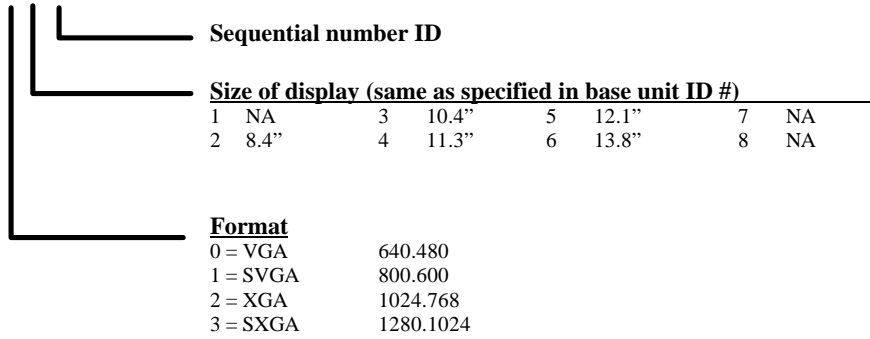 Sequential number ID
Size of display (same as specified in base unit ID #)
1 NA 3 10.4” 5 12.1” 7 NA
2 8.4” 4 11.3” 6 13.8” 8 NA
Format
0 = VGA 640.480
1 = SVGA 800.600
2 = XGA 1024.768
3 = SXGA 1280.1024